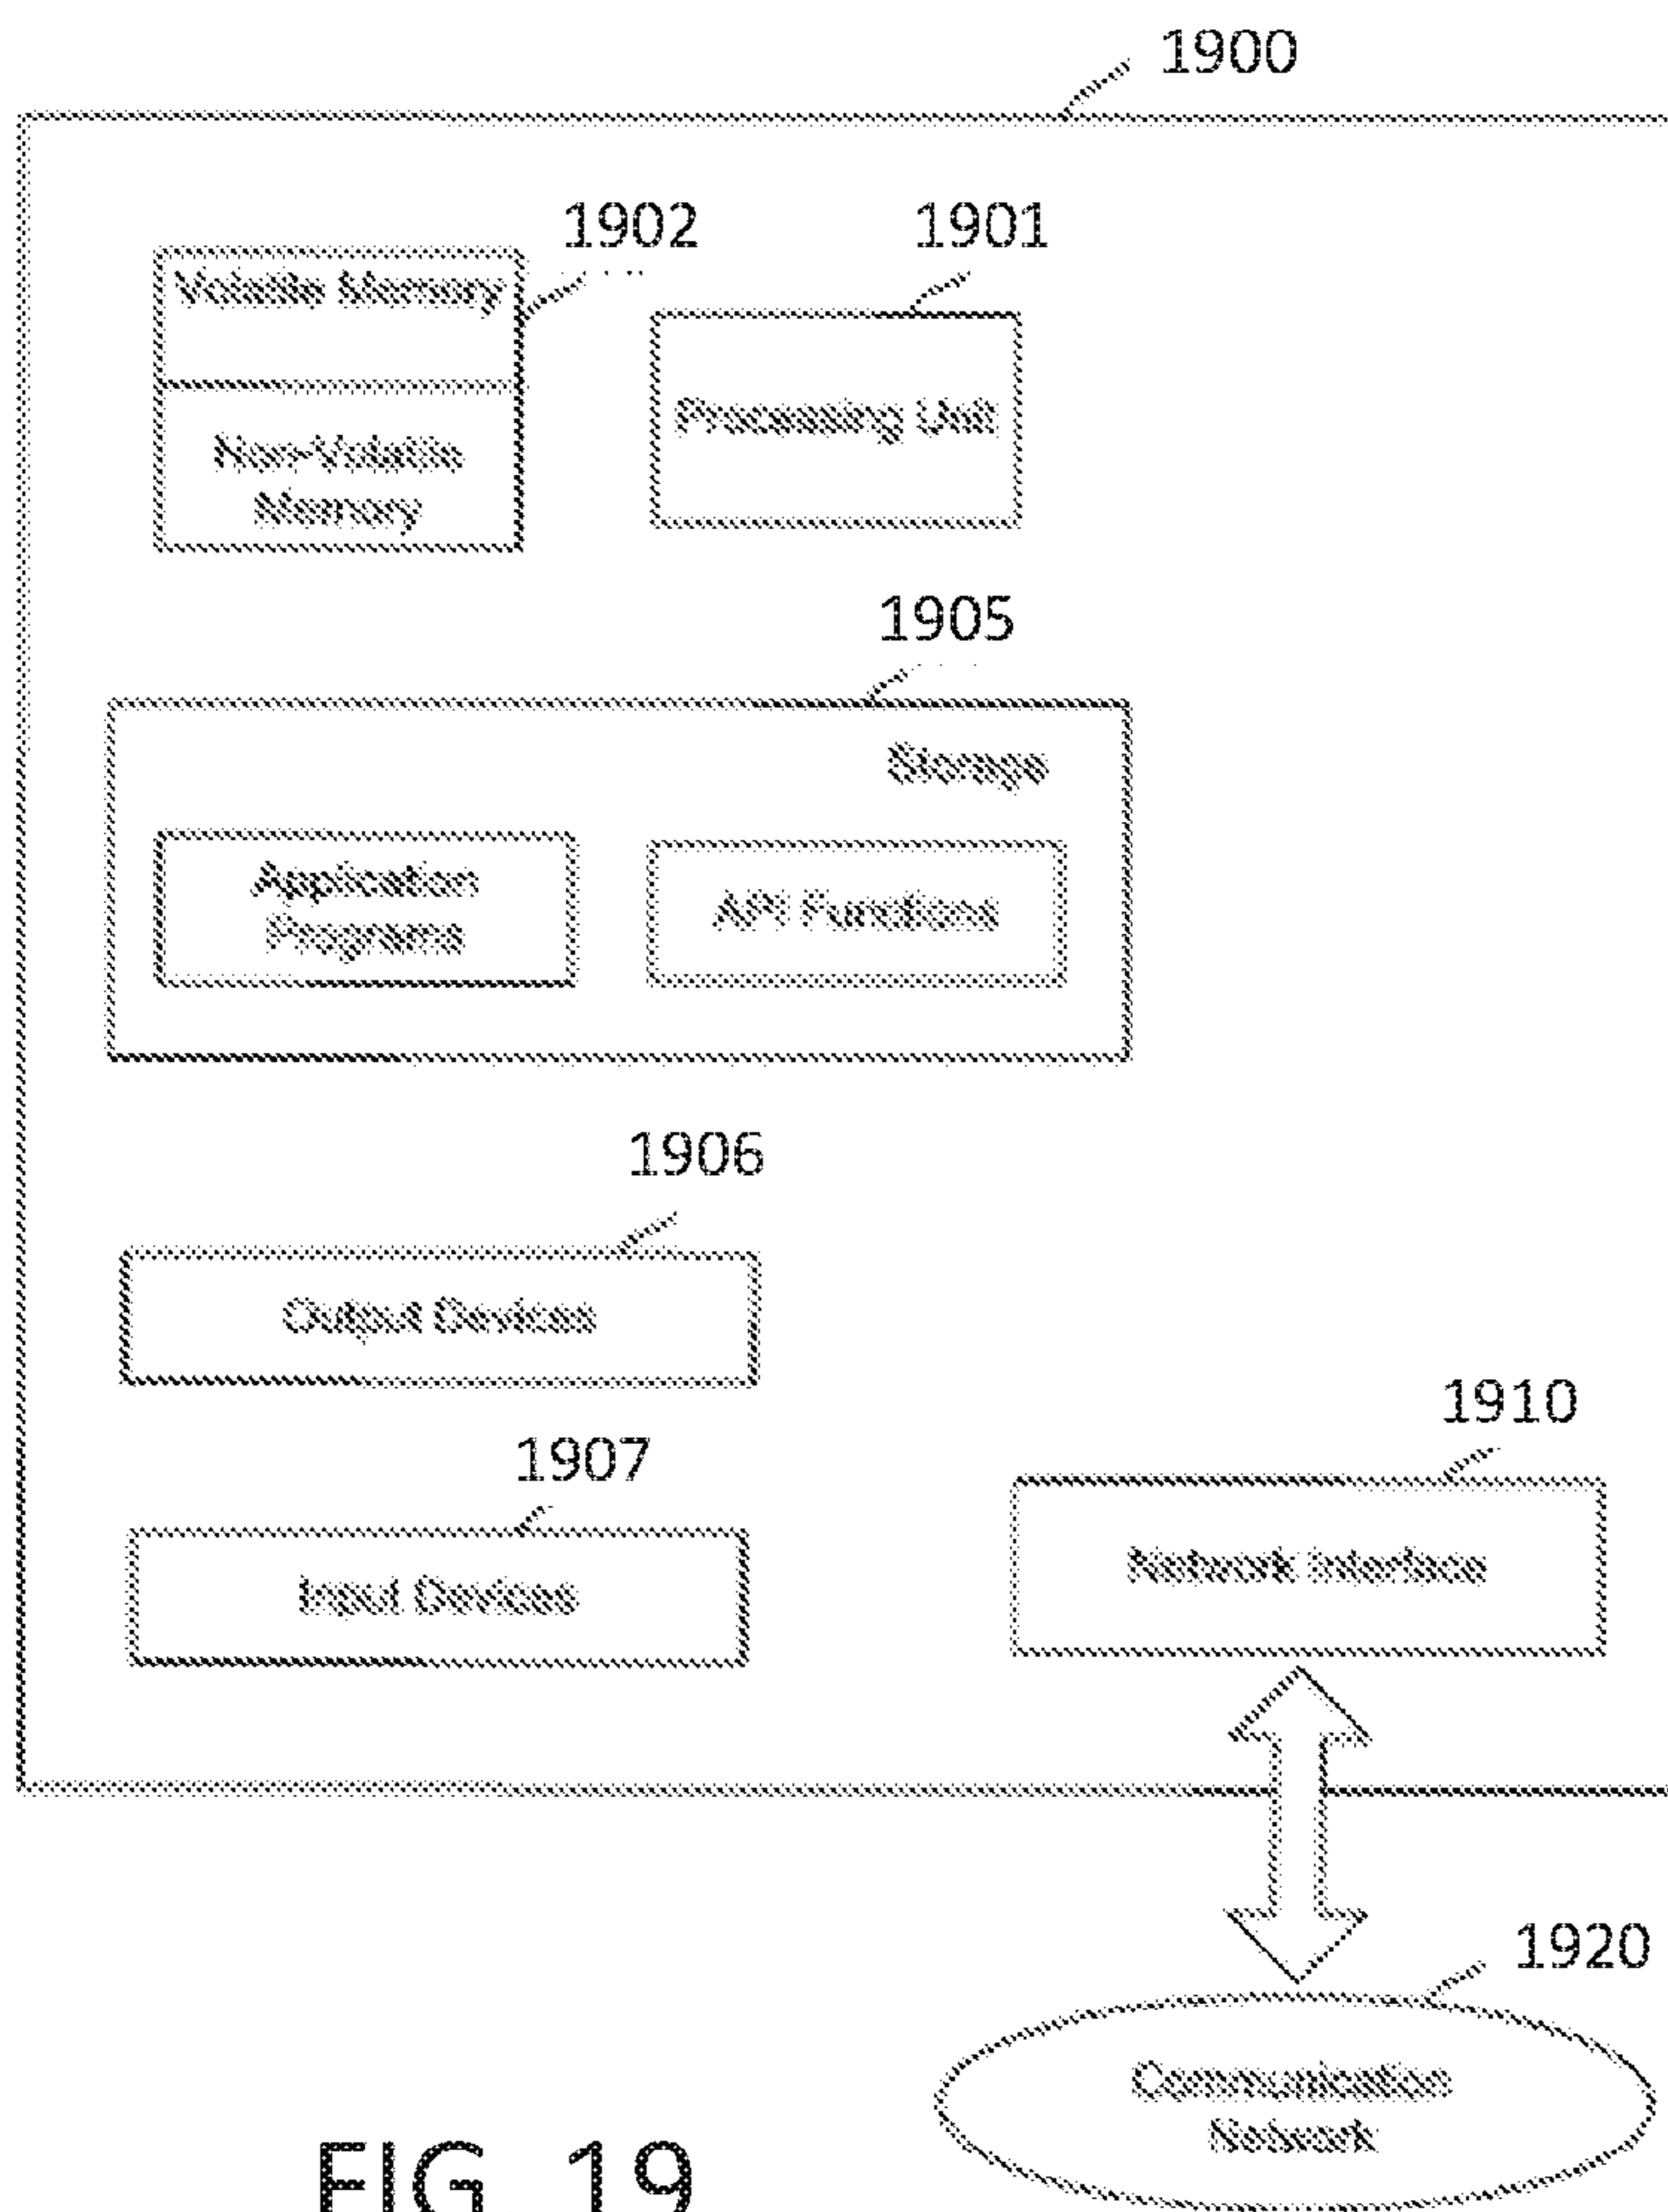 1900
1902
1901
Volatile Memory
Processing Unit
Non-Volatile
Memory
1905
Storage
Application
Programs
API Functions
1906
Output Devices
1910
1907
Network Interface
Input Devices
1920
Communication
Network
FIG. 19